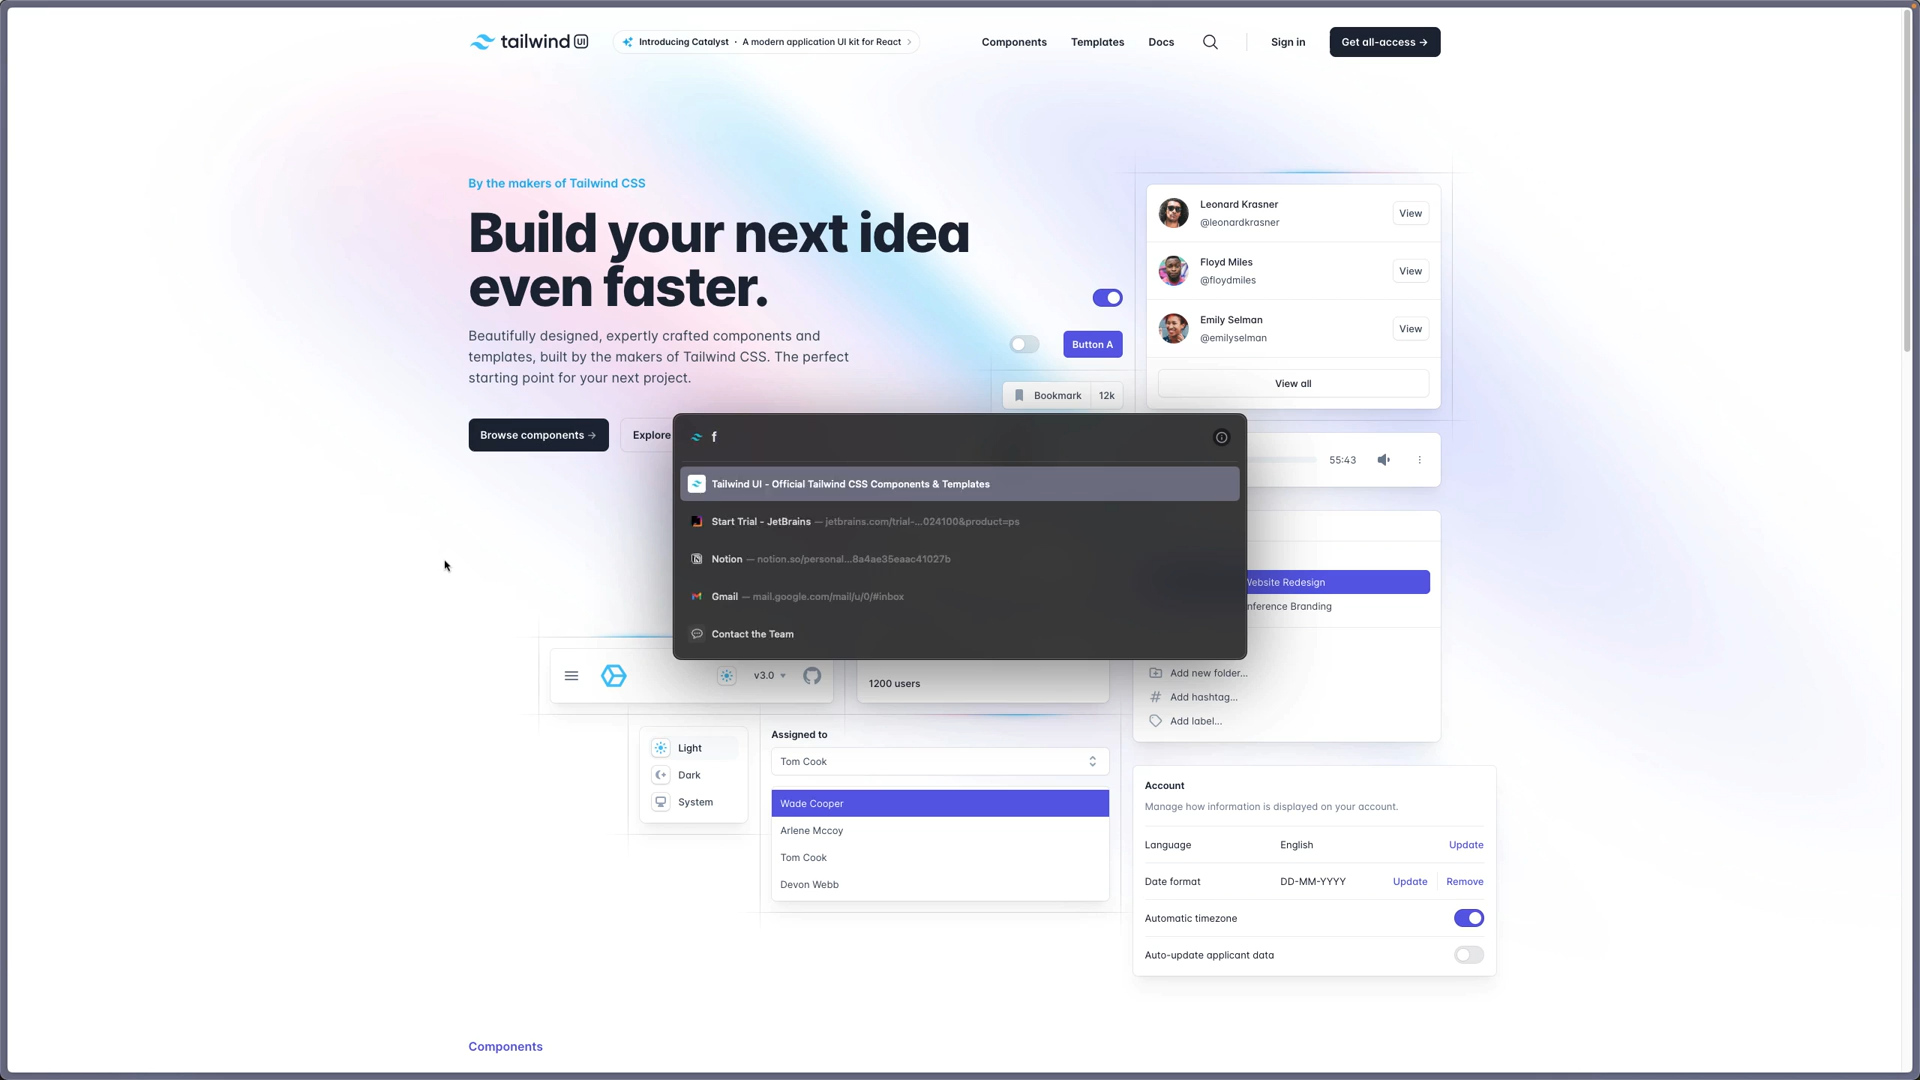 tailwind UI
Introducing Catalyst · A modern application UI kit for React
Components
Templates
Docs
Sign in
Get all-access →
By the makers of Tailwind CSS
Build your next idea
even faster.
Beautifully designed, expertly crafted components and
templates, built by the makers of Tailwind CSS. The perfect
starting point for your next project.
Browse components →
Explore
Button A
Bookmark 12k
Leonard Krasner
@leonardkrasner
View
Floyd Miles
@floydmiles
View
Emily Selman
@emilyselman
View
View all
f
Tailwind UI - Official Tailwind CSS Components & Templates
Start Trial - JetBrains — jetbrains.com/trial-...024100&product=ps
Notion — notion.so/personal...8a4ae35eaac41027b
Gmail — mail.google.com/mail/u/0/#inbox
Contact the Team
55:43
Website Redesign
nference Branding
Add new folder...
Add hashtag...
Add label...
v3.0
1200 users
Light
Dark
System
Assigned to
Tom Cook
Wade Cooper
Arlene Mccoy
Tom Cook
Devon Webb
Account
Manage how information is displayed on your account.
Language English Update
Date format DD-MM-YYYY Update Remove
Automatic timezone
Auto-update applicant data
Components